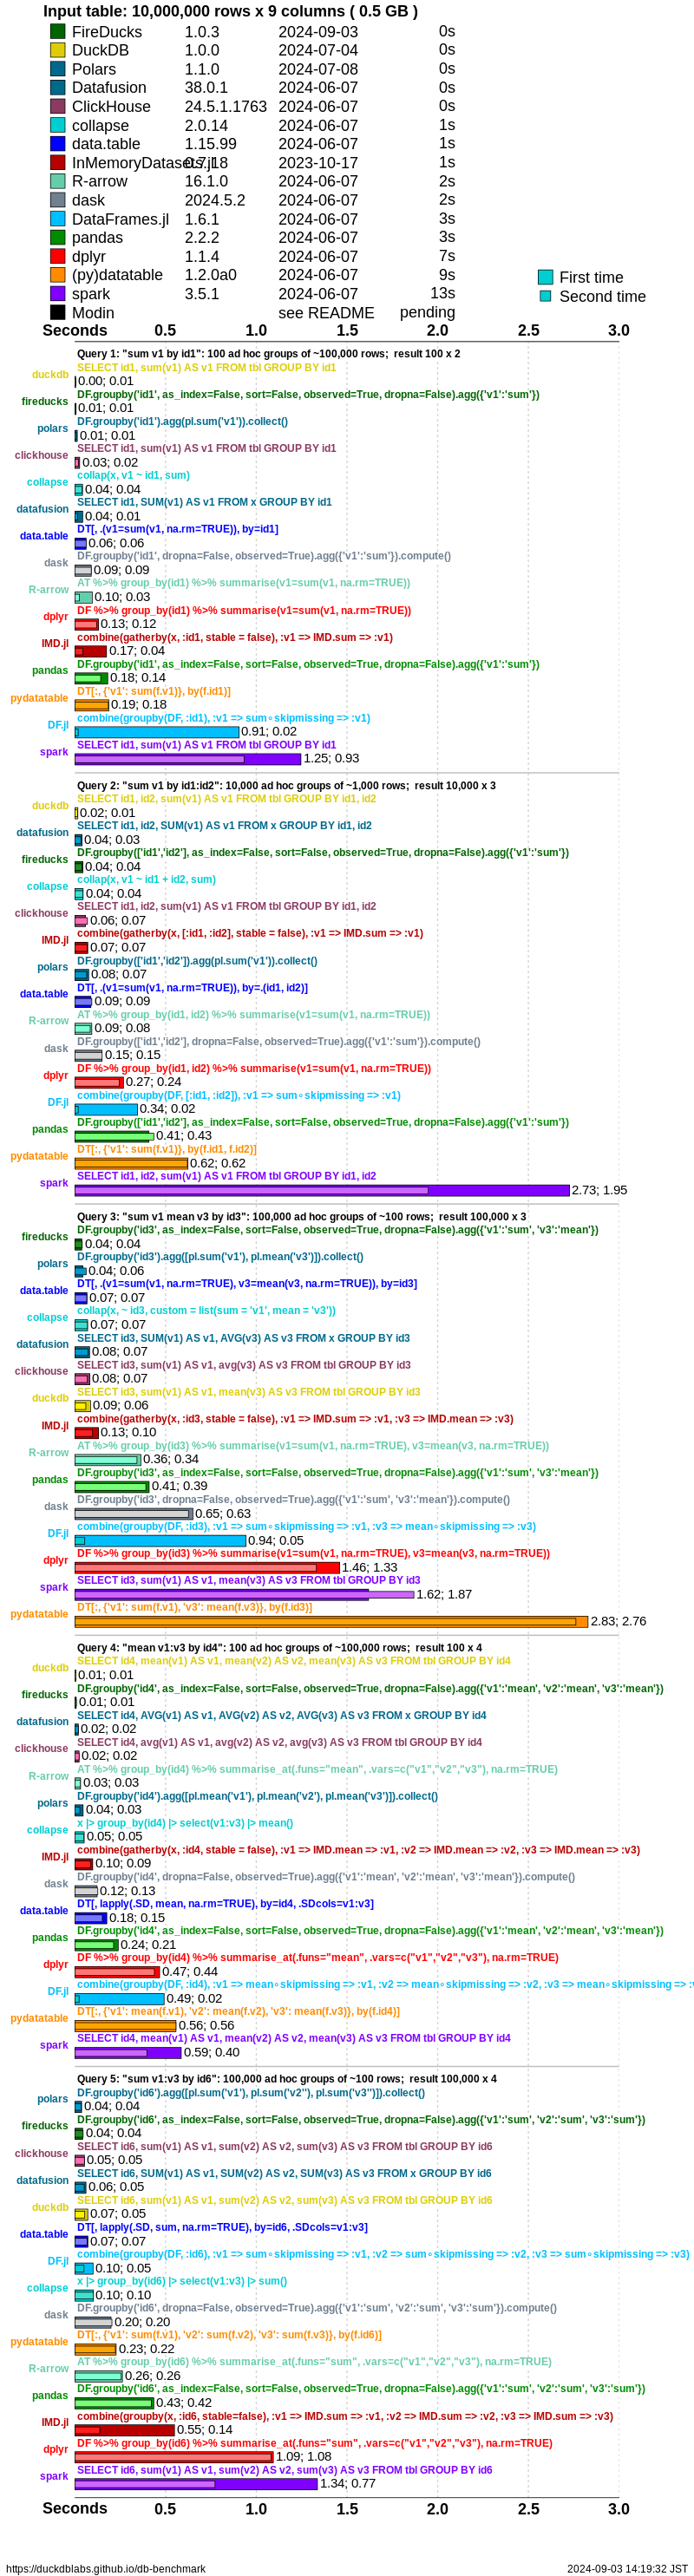 Input table: 10,000,000 rows x 9 columns ( 0.5 GB )
FireDucks 1.0.3 2024-09-03 0s
DuckDB 1.0.0 2024-07-04 0s
Polars 1.1.0 2024-07-08 0s
Datafusion 38.0.1 2024-06-07 0s
ClickHouse 24.5.1.1763 2024-06-07 0s
collapse 2.0.14 2024-06-07 1s
data.table 1.15.99 2024-06-07 1s
InMemoryDatasets.jl 0.7.18 2023-10-17 1s
R-arrow 16.1.0 2024-06-07 2s
dask 2024.5.2 2024-06-07 2s
DataFrames.jl 1.6.1 2024-06-07 3s
pandas 2.2.2 2024-06-07 3s
dplyr 1.1.4 2024-06-07 7s
(py)datatable 1.2.0a0 2024-06-07 9s
spark 3.5.1 2024-06-07 13s
Modin see README pending
First time
Second time
Seconds 0.5 1.0 1.5 2.0 2.5 3.0
Query 1: "sum v1 by id1": 100 ad hoc groups of ~100,000 rows; result 100 x 2
SELECT id1, sum(v1) AS v1 FROM tbl GROUP BY id1
duckdb 0.00; 0.01
DF.groupby('id1', as_index=False, sort=False, observed=True, dropna=False).agg({'v1':'sum'})
fireducks 0.01; 0.01
DF.groupby('id1').agg(pl.sum('v1')).collect()
polars 0.01; 0.01
SELECT id1, sum(v1) AS v1 FROM tbl GROUP BY id1
clickhouse 0.03; 0.02
collap(x, v1 ~ id1, sum)
collapse 0.04; 0.04
SELECT id1, SUM(v1) AS v1 FROM x GROUP BY id1
datafusion 0.04; 0.01
DT[, .(v1=sum(v1, na.rm=TRUE)), by=id1]
data.table 0.06; 0.06
DF.groupby('id1', dropna=False, observed=True).agg({'v1':'sum'}).compute()
dask 0.09; 0.09
AT %>% group_by(id1) %>% summarise(v1=sum(v1, na.rm=TRUE))
R-arrow 0.10; 0.03
DF %>% group_by(id1) %>% summarise(v1=sum(v1, na.rm=TRUE))
dplyr 0.13; 0.12
combine(gatherby(x, :id1, stable = false), :v1 => IMD.sum => :v1)
IMD.jl 0.17; 0.04
DF.groupby('id1', as_index=False, sort=False, observed=True, dropna=False).agg({'v1':'sum'})
pandas 0.18; 0.14
DT[:, {'v1': sum(f.v1)}, by(f.id1)]
pydatatable 0.19; 0.18
combine(groupby(DF, :id1), :v1 => sum∘skipmissing => :v1)
DF.jl 0.91; 0.02
SELECT id1, sum(v1) AS v1 FROM tbl GROUP BY id1
spark 1.25; 0.93
Query 2: "sum v1 by id1:id2": 10,000 ad hoc groups of ~1,000 rows; result 10,000 x 3
SELECT id1, id2, sum(v1) AS v1 FROM tbl GROUP BY id1, id2
duckdb 0.02; 0.01
SELECT id1, id2, SUM(v1) AS v1 FROM x GROUP BY id1, id2
datafusion 0.04; 0.03
DF.groupby(['id1','id2'], as_index=False, sort=False, observed=True, dropna=False).agg({'v1':'sum'})
fireducks 0.04; 0.04
collap(x, v1 ~ id1 + id2, sum)
collapse 0.04; 0.04
SELECT id1, id2, sum(v1) AS v1 FROM tbl GROUP BY id1, id2
clickhouse 0.06; 0.07
combine(gatherby(x, [:id1, :id2], stable = false), :v1 => IMD.sum => :v1)
IMD.jl 0.07; 0.07
DF.groupby(['id1','id2']).agg(pl.sum('v1')).collect()
polars 0.08; 0.07
DT[, .(v1=sum(v1, na.rm=TRUE)), by=.(id1, id2)]
data.table 0.09; 0.09
AT %>% group_by(id1, id2) %>% summarise(v1=sum(v1, na.rm=TRUE))
R-arrow 0.09; 0.08
DF.groupby(['id1','id2'], dropna=False, observed=True).agg({'v1':'sum'}).compute()
dask 0.15; 0.15
DF %>% group_by(id1, id2) %>% summarise(v1=sum(v1, na.rm=TRUE))
dplyr 0.27; 0.24
combine(groupby(DF, [:id1, :id2]), :v1 => sum∘skipmissing => :v1)
DF.jl 0.34; 0.02
DF.groupby(['id1','id2'], as_index=False, sort=False, observed=True, dropna=False).agg({'v1':'sum'})
pandas 0.41; 0.43
DT[:, {'v1': sum(f.v1)}, by(f.id1, f.id2)]
pydatatable 0.62; 0.62
SELECT id1, id2, sum(v1) AS v1 FROM tbl GROUP BY id1, id2
spark 2.73; 1.95
Query 3: "sum v1 mean v3 by id3": 100,000 ad hoc groups of ~100 rows; result 100,000 x 3
DF.groupby('id3', as_index=False, sort=False, observed=True, dropna=False).agg({'v1':'sum', 'v3':'mean'})
fireducks 0.04; 0.04
DF.groupby('id3').agg([pl.sum('v1'), pl.mean('v3')]).collect()
polars 0.04; 0.06
DT[, .(v1=sum(v1, na.rm=TRUE), v3=mean(v3, na.rm=TRUE)), by=id3]
data.table 0.07; 0.07
collap(x, ~ id3, custom = list(sum = 'v1', mean = 'v3'))
collapse 0.07; 0.07
SELECT id3, SUM(v1) AS v1, AVG(v3) AS v3 FROM x GROUP BY id3
datafusion 0.08; 0.07
SELECT id3, sum(v1) AS v1, avg(v3) AS v3 FROM tbl GROUP BY id3
clickhouse 0.08; 0.07
SELECT id3, sum(v1) AS v1, mean(v3) AS v3 FROM tbl GROUP BY id3
duckdb 0.09; 0.06
combine(gatherby(x, :id3, stable = false), :v1 => IMD.sum => :v1, :v3 => IMD.mean => :v3)
IMD.jl 0.13; 0.10
AT %>% group_by(id3) %>% summarise(v1=sum(v1, na.rm=TRUE), v3=mean(v3, na.rm=TRUE))
R-arrow 0.36; 0.34
DF.groupby('id3', as_index=False, sort=False, observed=True, dropna=False).agg({'v1':'sum', 'v3':'mean'})
pandas 0.41; 0.39
DF.groupby('id3', dropna=False, observed=True).agg({'v1':'sum', 'v3':'mean'}).compute()
dask 0.65; 0.63
combine(groupby(DF, :id3), :v1 => sum∘skipmissing => :v1, :v3 => mean∘skipmissing => :v3)
DF.jl 0.94; 0.05
DF %>% group_by(id3) %>% summarise(v1=sum(v1, na.rm=TRUE), v3=mean(v3, na.rm=TRUE))
dplyr 1.46; 1.33
SELECT id3, sum(v1) AS v1, mean(v3) AS v3 FROM tbl GROUP BY id3
spark 1.62; 1.87
DT[:, {'v1': sum(f.v1), 'v3': mean(f.v3)}, by(f.id3)]
pydatatable 2.83; 2.76
Query 4: "mean v1:v3 by id4": 100 ad hoc groups of ~100,000 rows; result 100 x 4
SELECT id4, mean(v1) AS v1, mean(v2) AS v2, mean(v3) AS v3 FROM tbl GROUP BY id4
duckdb 0.01; 0.01
DF.groupby('id4', as_index=False, sort=False, observed=True, dropna=False).agg({'v1':'mean', 'v2':'mean', 'v3':'mean'})
fireducks 0.01; 0.01
SELECT id4, AVG(v1) AS v1, AVG(v2) AS v2, AVG(v3) AS v3 FROM x GROUP BY id4
datafusion 0.02; 0.02
SELECT id4, avg(v1) AS v1, avg(v2) AS v2, avg(v3) AS v3 FROM tbl GROUP BY id4
clickhouse 0.02; 0.02
AT %>% group_by(id4) %>% summarise_at(.funs="mean", .vars=c("v1","v2","v3"), na.rm=TRUE)
R-arrow 0.03; 0.03
DF.groupby('id4').agg([pl.mean('v1'), pl.mean('v2'), pl.mean('v3')]).collect()
polars 0.04; 0.03
x |> group_by(id4) |> select(v1:v3) |> mean()
collapse 0.05; 0.05
combine(gatherby(x, :id4, stable = false), :v1 => IMD.mean => :v1, :v2 => IMD.mean => :v2, :v3 => IMD.mean => :v3)
IMD.jl 0.10; 0.09
DF.groupby('id4', dropna=False, observed=True).agg({'v1':'mean', 'v2':'mean', 'v3':'mean'}).compute()
dask 0.12; 0.13
DT[, lapply(.SD, mean, na.rm=TRUE), by=id4, .SDcols=v1:v3]
data.table 0.18; 0.15
DF.groupby('id4', as_index=False, sort=False, observed=True, dropna=False).agg({'v1':'mean', 'v2':'mean', 'v3':'mean'})
pandas 0.24; 0.21
DF %>% group_by(id4) %>% summarise_at(.funs="mean", .vars=c("v1","v2","v3"), na.rm=TRUE)
dplyr 0.47; 0.44
combine(groupby(DF, :id4), :v1 => mean∘skipmissing => :v1, :v2 => mean∘skipmissing => :v2, :v3 => mean∘skipmissing => :v
DF.jl 0.49; 0.02
DT[:, {'v1': mean(f.v1), 'v2': mean(f.v2), 'v3': mean(f.v3)}, by(f.id4)]
pydatatable 0.56; 0.56
SELECT id4, mean(v1) AS v1, mean(v2) AS v2, mean(v3) AS v3 FROM tbl GROUP BY id4
spark 0.59; 0.40
Query 5: "sum v1:v3 by id6": 100,000 ad hoc groups of ~100 rows; result 100,000 x 4
DF.groupby('id6').agg([pl.sum('v1'), pl.sum('v2''), pl.sum('v3'')]).collect()
polars 0.04; 0.04
DF.groupby('id6', as_index=False, sort=False, observed=True, dropna=False).agg({'v1':'sum', 'v2':'sum', 'v3':'sum'})
fireducks 0.04; 0.04
SELECT id6, sum(v1) AS v1, sum(v2) AS v2, sum(v3) AS v3 FROM tbl GROUP BY id6
clickhouse 0.05; 0.05
SELECT id6, SUM(v1) AS v1, SUM(v2) AS v2, SUM(v3) AS v3 FROM x GROUP BY id6
datafusion 0.06; 0.05
SELECT id6, sum(v1) AS v1, sum(v2) AS v2, sum(v3) AS v3 FROM tbl GROUP BY id6
duckdb 0.07; 0.05
DT[, lapply(.SD, sum, na.rm=TRUE), by=id6, .SDcols=v1:v3]
data.table 0.07; 0.07
combine(groupby(DF, :id6), :v1 => sum∘skipmissing => :v1, :v2 => sum∘skipmissing => :v2, :v3 => sum∘skipmissing => :v3)
DF.jl 0.10; 0.05
x |> group_by(id6) |> select(v1:v3) |> sum()
collapse 0.10; 0.10
DF.groupby('id6', dropna=False, observed=True).agg({'v1':'sum', 'v2':'sum', 'v3':'sum'}).compute()
dask 0.20; 0.20
DT[:, {'v1': sum(f.v1), 'v2': sum(f.v2), 'v3': sum(f.v3)}, by(f.id6)]
pydatatable 0.23; 0.22
AT %>% group_by(id6) %>% summarise_at(.funs="sum", .vars=c("v1","v2","v3"), na.rm=TRUE)
R-arrow 0.26; 0.26
DF.groupby('id6', as_index=False, sort=False, observed=True, dropna=False).agg({'v1':'sum', 'v2':'sum', 'v3':'sum'})
pandas 0.43; 0.42
combine(groupby(x, :id6, stable=false), :v1 => IMD.sum => :v1, :v2 => IMD.sum => :v2, :v3 => IMD.sum => :v3)
IMD.jl 0.55; 0.14
DF %>% group_by(id6) %>% summarise_at(.funs="sum", .vars=c("v1","v2","v3"), na.rm=TRUE)
dplyr 1.09; 1.08
SELECT id6, sum(v1) AS v1, sum(v2) AS v2, sum(v3) AS v3 FROM tbl GROUP BY id6
spark 1.34; 0.77
Seconds 0.5 1.0 1.5 2.0 2.5 3.0
https://duckdblabs.github.io/db-benchmark 2024-09-03 14:19:32 JST